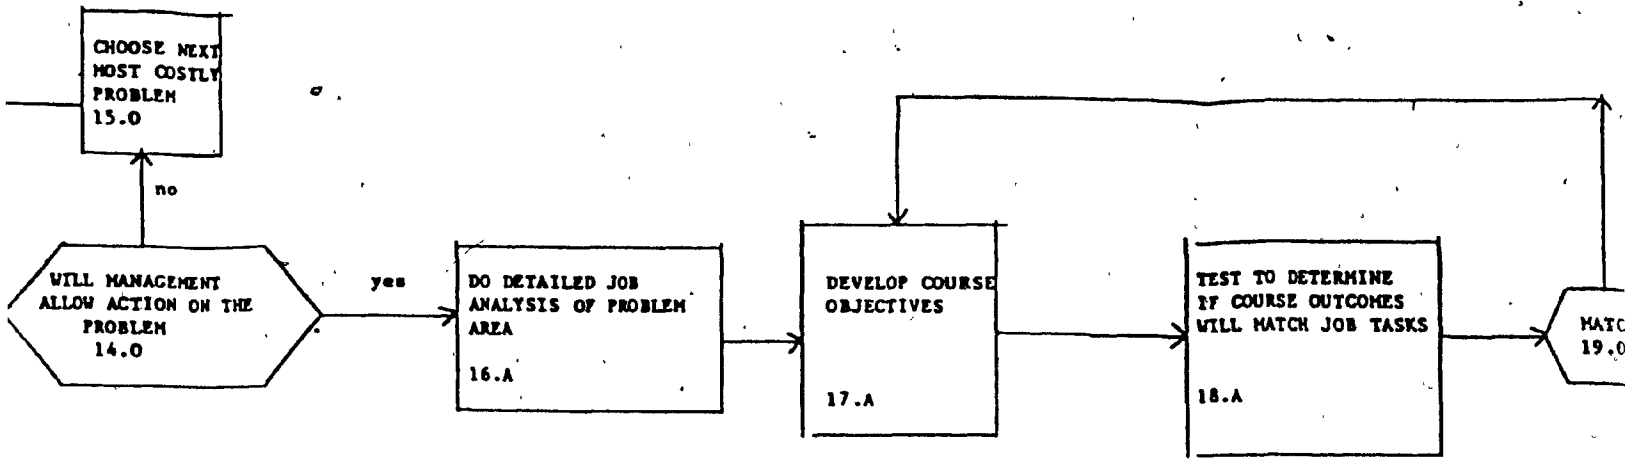 CHOOSE NEXT
MOST COSTLY
PROBLEM
15.0
no
WILL MANAGEMENT
ALLOW ACTION ON THE
PROBLEM
14.0
yes
DO DETAILED JOB
ANALYSIS OF PROBLEM
AREA
16.A
DEVELOP COURSE
OBJECTIVES
17.A
TEST TO DETERMINE
IF COURSE OUTCOMES
WILL MATCH JOB TASKS
18.A
MATC
19.0